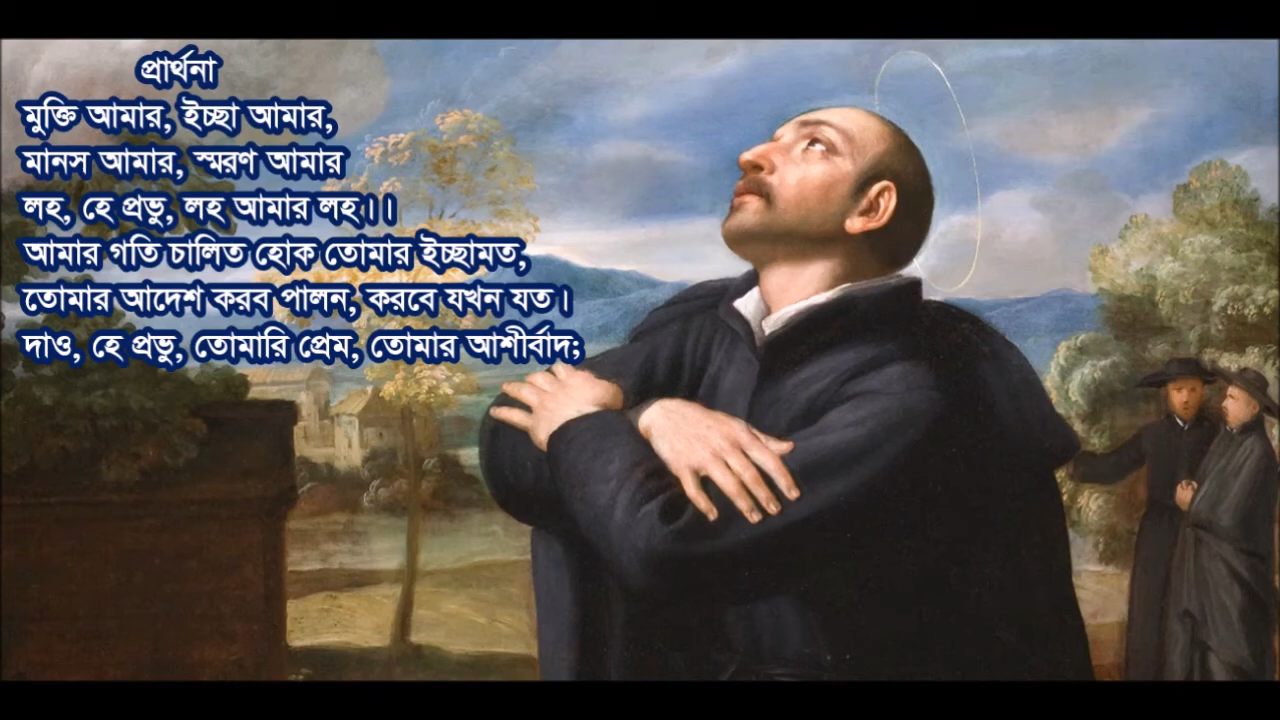 প্রার্থনা
মুক্তি আমার, ইচ্ছা আমার,
মানস আমার, স্মরণ আমার
লহ, হে প্রভু, লহ আমার লহ।।
আমার গতি চালিত হোক তোমার ইচ্ছামত,
তোমার আদেশ করব পালন, করবে যখন যত।
দাও, হে প্রভু, তোমারি প্রেম, তোমার আশীর্বাদ;